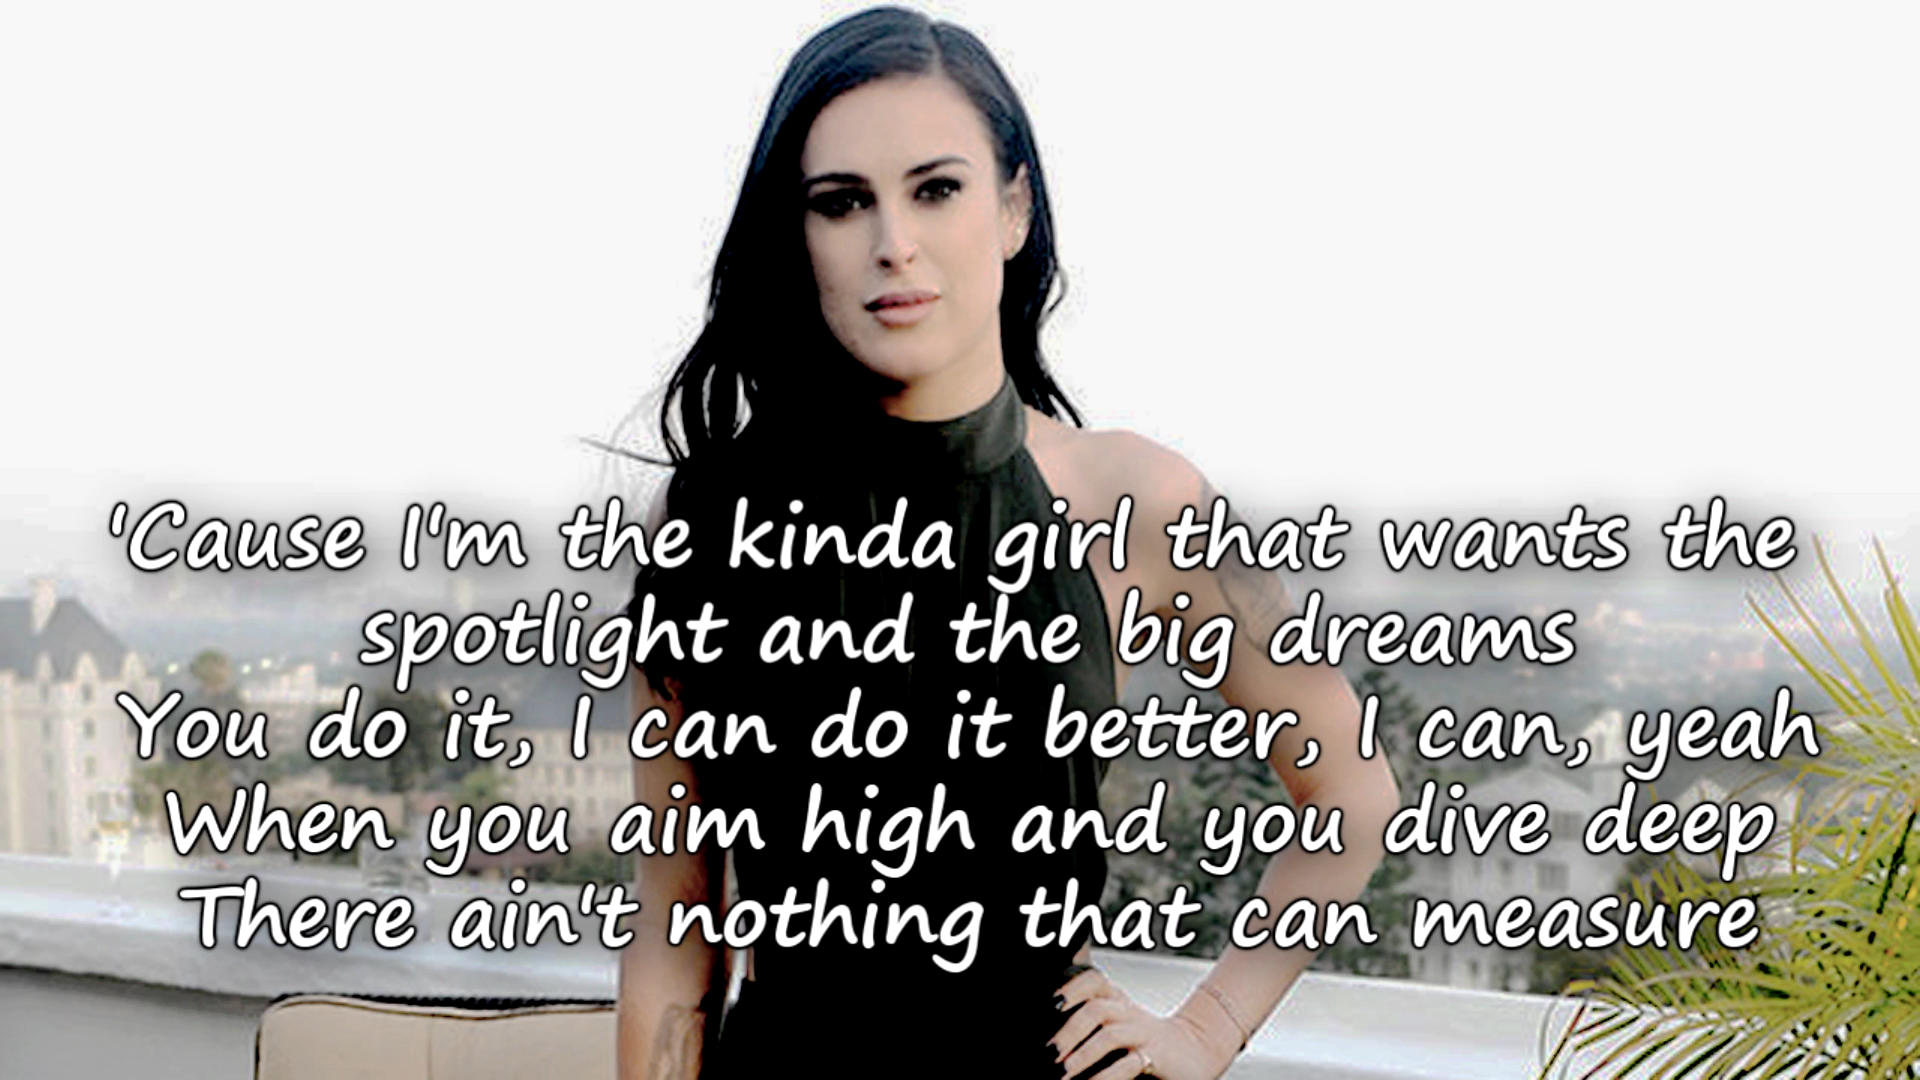 'Cause I'm the kinda girl that wants the
spotlight and the big dreams
You do it, I can do it better, I can, yeah
When you aim high and you dive deep
There ain't nothing that can measure